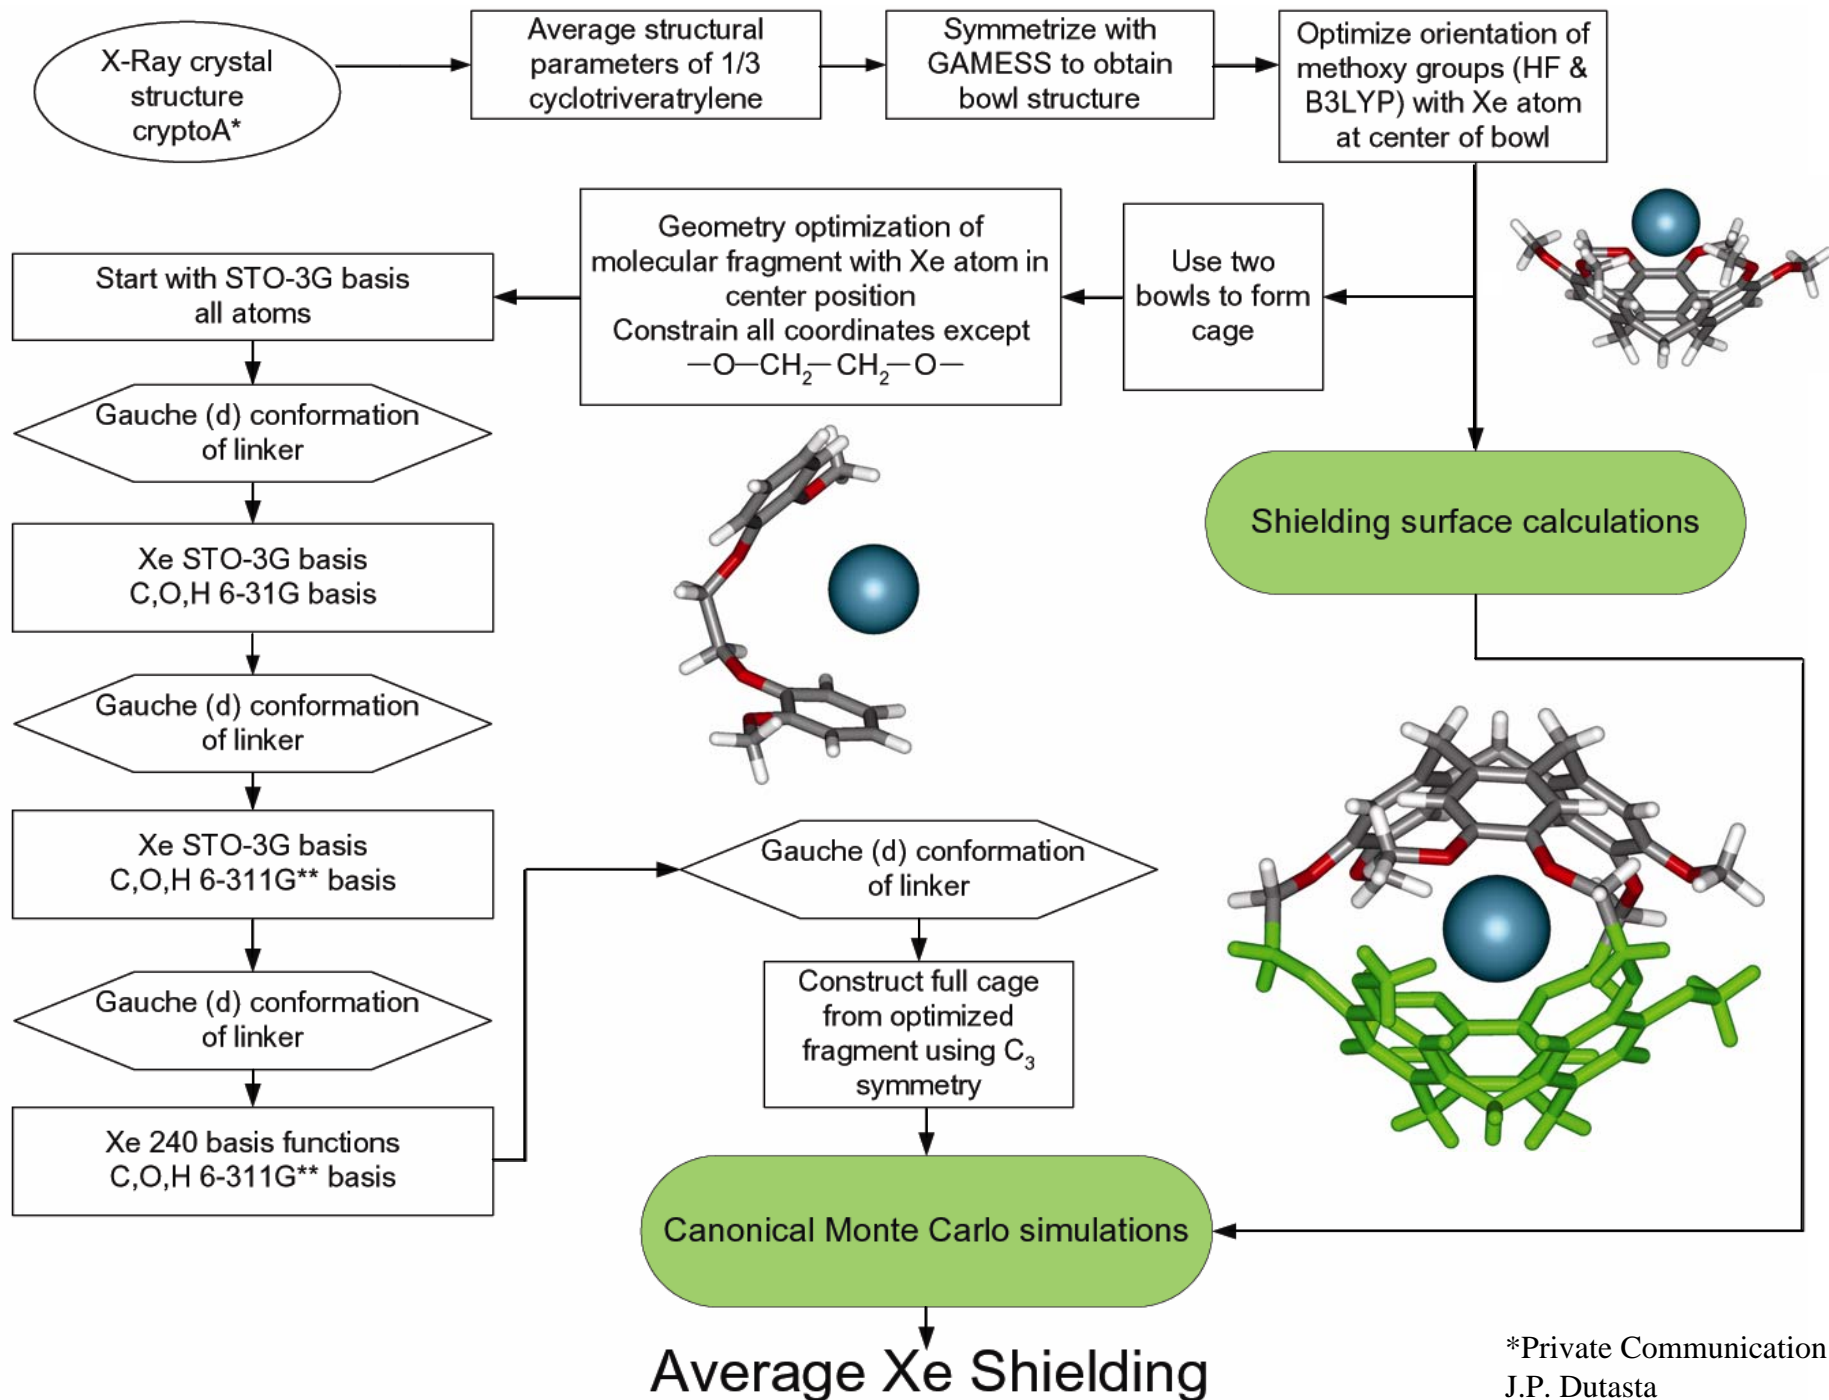 X-Ray crystal
structure
cryptoA*
Average structural
parameters of 1/3
cyclotriveratrylene
Symmetrize with
GAMESS to obtain
bowl structure
Optimize orientation of
methoxy groups (HF &
B3LYP) with Xe atom
at center of bowl
Use two
bowls to form
cage
Geometry optimization of
molecular fragment with Xe atom in
center position
Constrain all coordinates except
—O—CH₂—CH₂—O—
Start with STO-3G basis
all atoms
Gauche (d) conformation
of linker
Xe STO-3G basis
C,O,H 6-31G basis
Gauche (d) conformation
of linker
Xe STO-3G basis
C,O,H 6-311G** basis
Gauche (d) conformation
of linker
Xe 240 basis functions
C,O,H 6-311G** basis
Gauche (d) conformation
of linker
Construct full cage
from optimized
fragment using C₃
symmetry
Shielding surface calculations
Canonical Monte Carlo simulations
Average Xe Shielding
*Private Communication
J.P. Dutasta